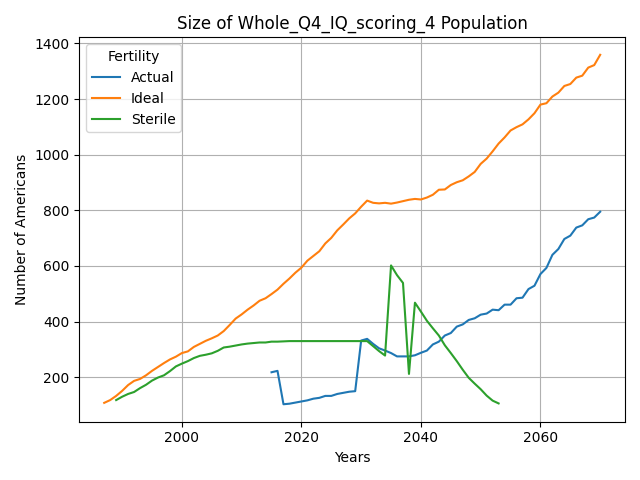 Size of Whole_Q4_IQ_scoring_4 Population
Number of Americans
1400
1200
1000
800
600
400
200
Fertility
Actual
Ideal
Sterile
2000
2020
2040
2060
Years